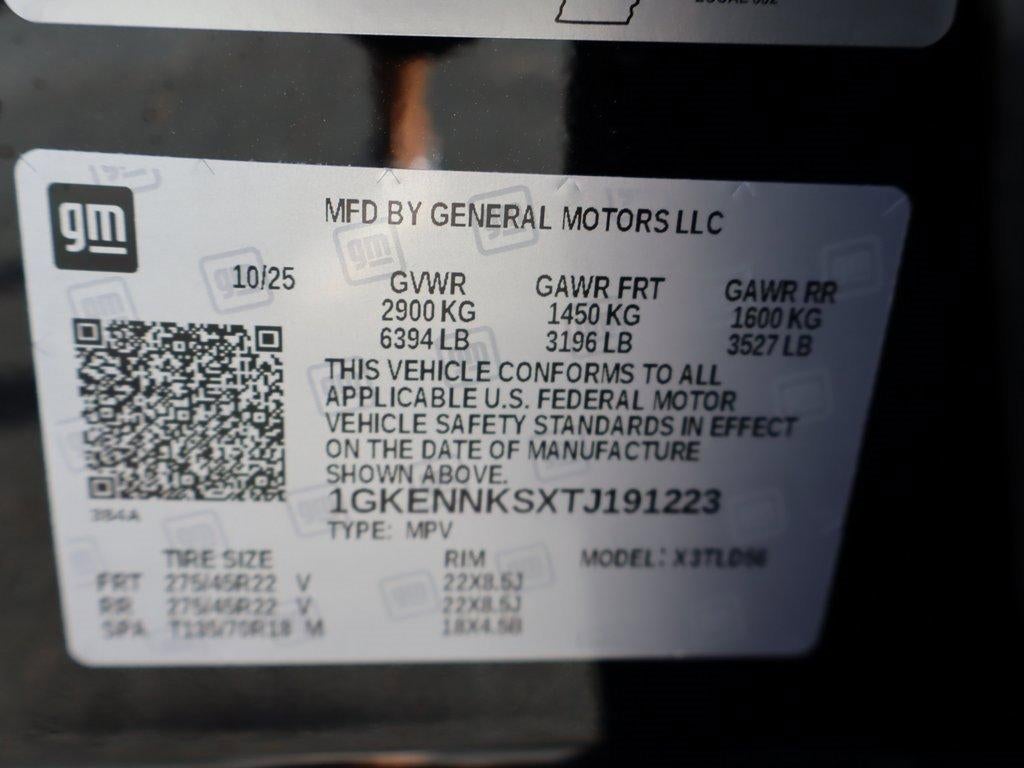 gm
MFD BY GENERAL MOTORS LLC
10/25 GVWR GAWR FRT GAWR RR
2900 KG 1450 KG 1600 KG
6394 LB 3196 LB 3527 LB
THIS VEHICLE CONFORMS TO ALL
APPLICABLE U.S. FEDERAL MOTOR
VEHICLE SAFETY STANDARDS IN EFFECT
ON THE DATE OF MANUFACTURE
SHOWN ABOVE.
1GKENNKSXTJ191223
384A
TYPE: MPV
TIRE SIZE RIM MODEL: X3TLD56
FRT 275/45R22 V 22X8.5J
RR 275/45R22 V 22X8.5J
SPA T135/70R18 M 18X4.5B